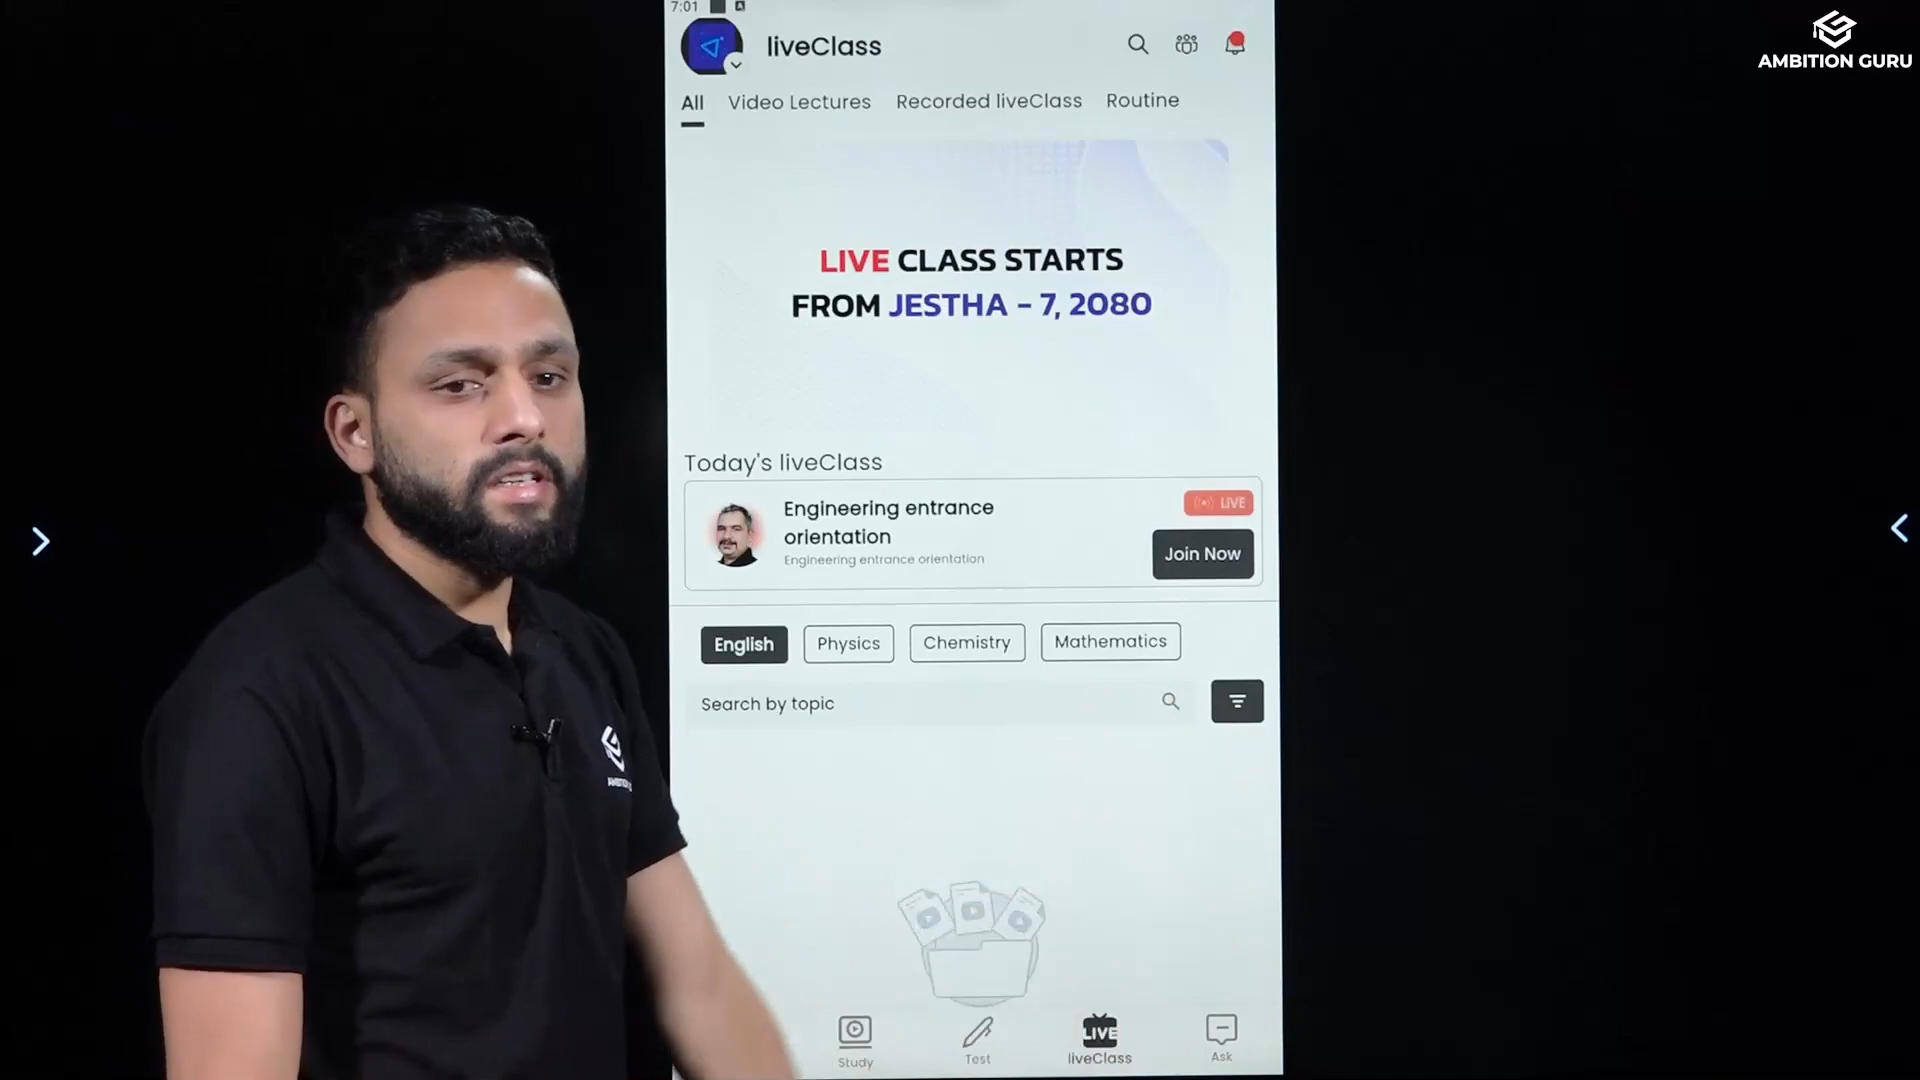 7:01
AMBITION GURU
liveClass
All Video Lectures Recorded liveClass Routine
LIVE CLASS STARTS
FROM JESTHA - 7, 2080
Today's liveClass
Engineering entrance
orientation
Engineering entrance orientation
LIVE
Join Now
English Physics Chemistry Mathematics
Search by topic
LIVE
Study Test liveClass Ask